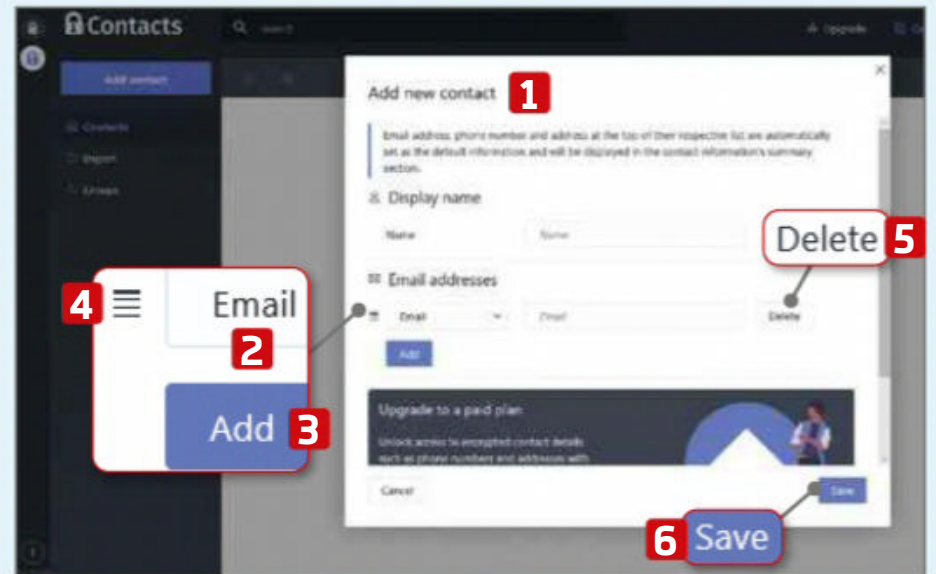 Contacts
search
Upgrade
Add contact
Contacts
Import
Groups
Add new contact 1
Email address, phone number and address at the top of their respective list are automatically
set as the default information and will be displayed in the contact information's summary
section.
Display name
Name
Name
Delete 5
Email addresses
Email
Email
Delete
Add
4 Email
2
Add 3
Upgrade to a paid plan
Unlock access to encrypted contact details
such as phone numbers and addresses with
Cancel
Save
6 Save